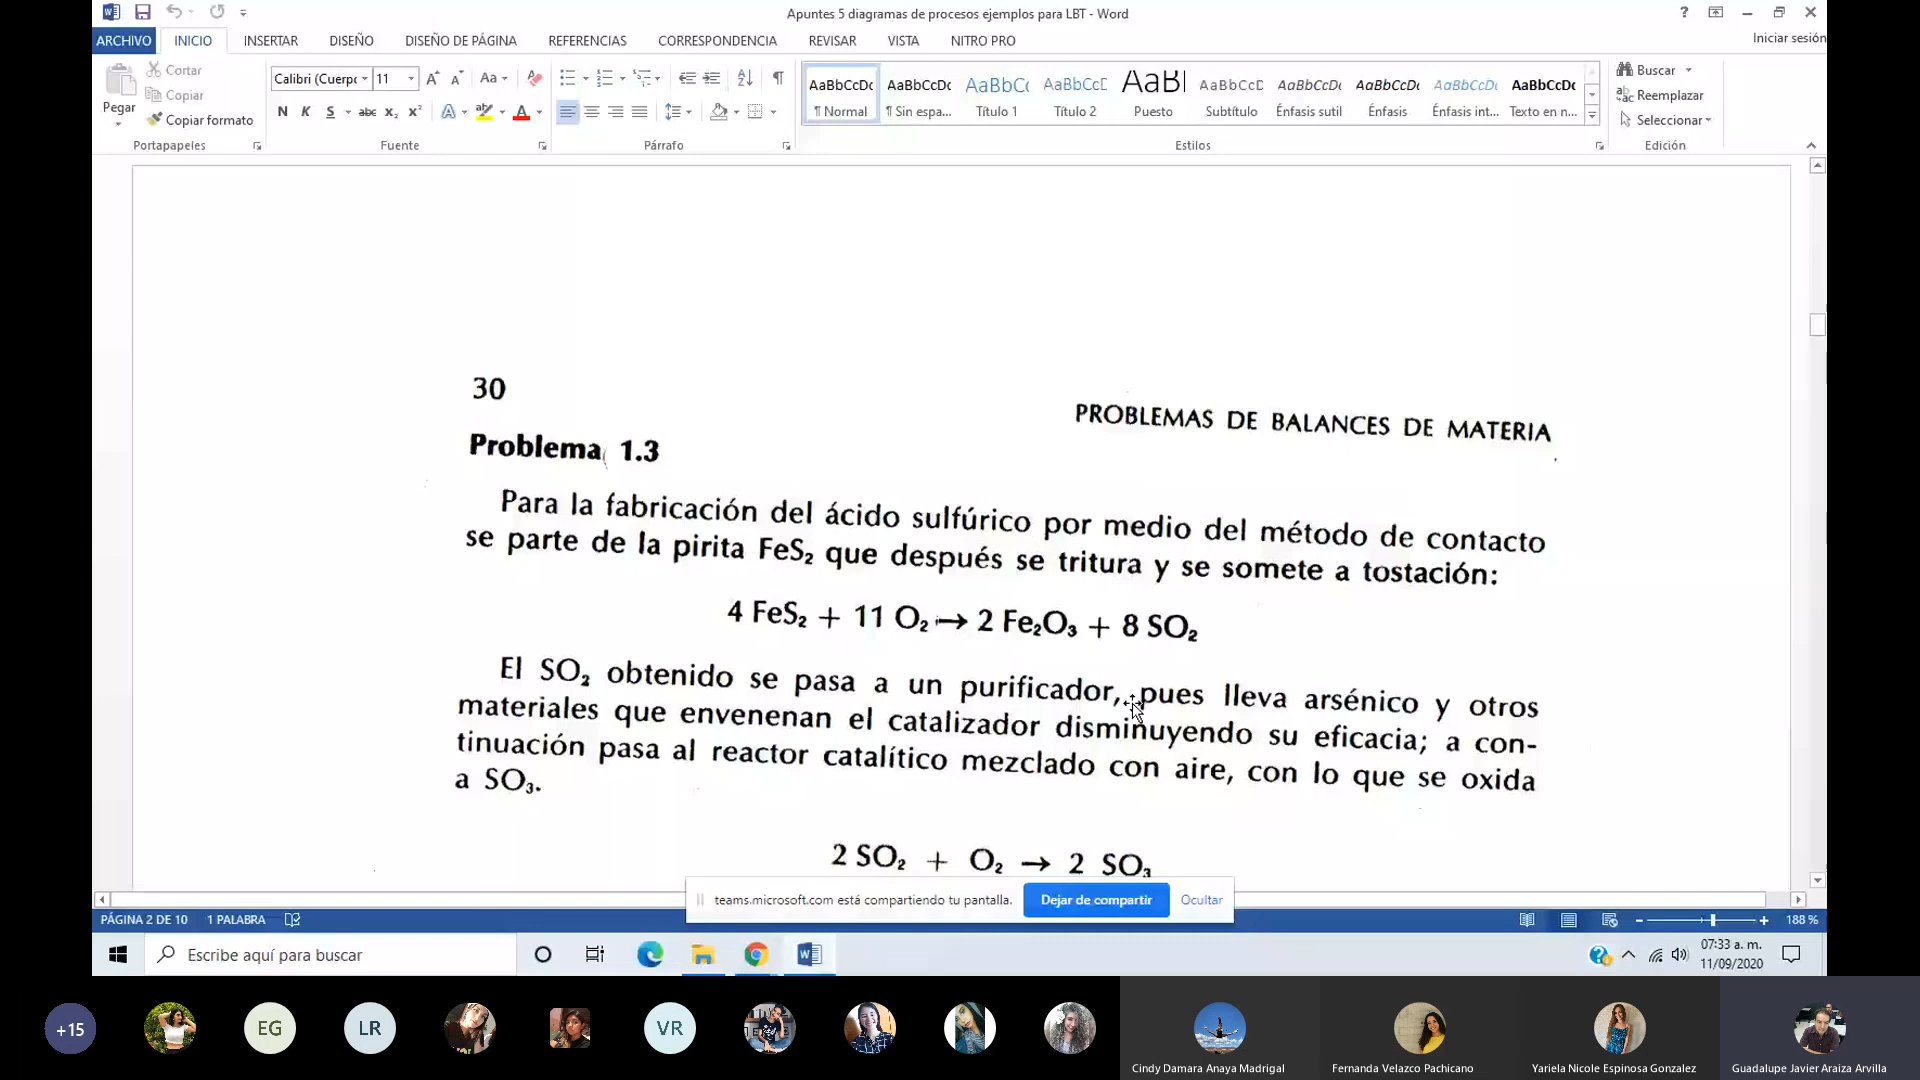 Apuntes 5 diagramas de procesos ejemplos para LBT - Word
ARCHIVO INICIO INSERTAR DISEÑO DISEÑO DE PÁGINA REFERENCIAS CORRESPONDENCIA REVISAR VISTA NITRO PRO Iniciar sesión
Pegar
Cortar
Copiar
Copiar formato
Portapapeles
Calibri (Cuerpo 11
Fuente
Párrafo
AaBbCcDc AaBbCcDc AaBbCc AaBbCcC AaBl AaBbCcD AaBbCcDc AaBbCcDc AaBbCcDc AaBbCcDc
¶ Normal ¶ Sin espa... Título 1 Título 2 Puesto Subtítulo Énfasis sutil Énfasis Énfasis int... Texto en n...
Estilos
Buscar
Reemplazar
Seleccionar
Edición
30
PROBLEMAS DE BALANCES DE MATERIA
Problema 1.3
Para la fabricación del ácido sulfúrico por medio del método de contacto
se parte de la pirita FeS₂ que después se tritura y se somete a tostación:
4 FeS₂ + 11 O₂ → 2 Fe₂O₃ + 8 SO₂
El SO₂ obtenido se pasa a un purificador, pues lleva arsénico y otros
materiales que envenenan el catalizador disminuyendo su eficacia; a con-
tinuación pasa al reactor catalítico mezclado con aire, con lo que se oxida
a SO₃.
2 SO₂ + O₂ → 2 SO₃
teams.microsoft.com está compartiendo tu pantalla. Dejar de compartir Ocultar
PÁGINA 2 DE 10 1 PALABRA 188 %
Escribe aquí para buscar
07:33 a. m.
11/09/2020
+15 EG LR VR
Cindy Damara Anaya Madrigal Fernanda Velazco Pachicano Yariela Nicole Espinosa Gonzalez Guadalupe Javier Araiza Arvilla